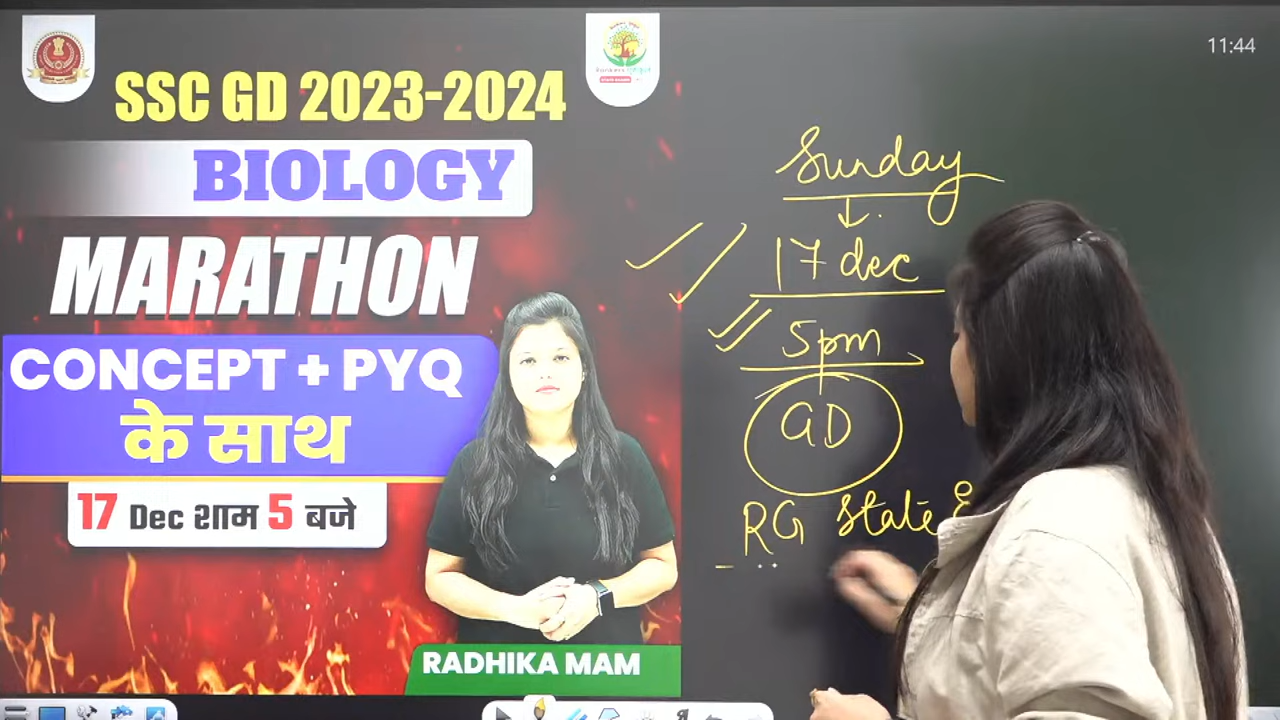 SSC GD 2023-2024
BIOLOGY
MARATHON
CONCEPT + PYQ
के साथ
17 Dec शाम 5 बजे
RADHIKA MAM
11:44
Sunday
17 dec
5pm
GD
RG State E